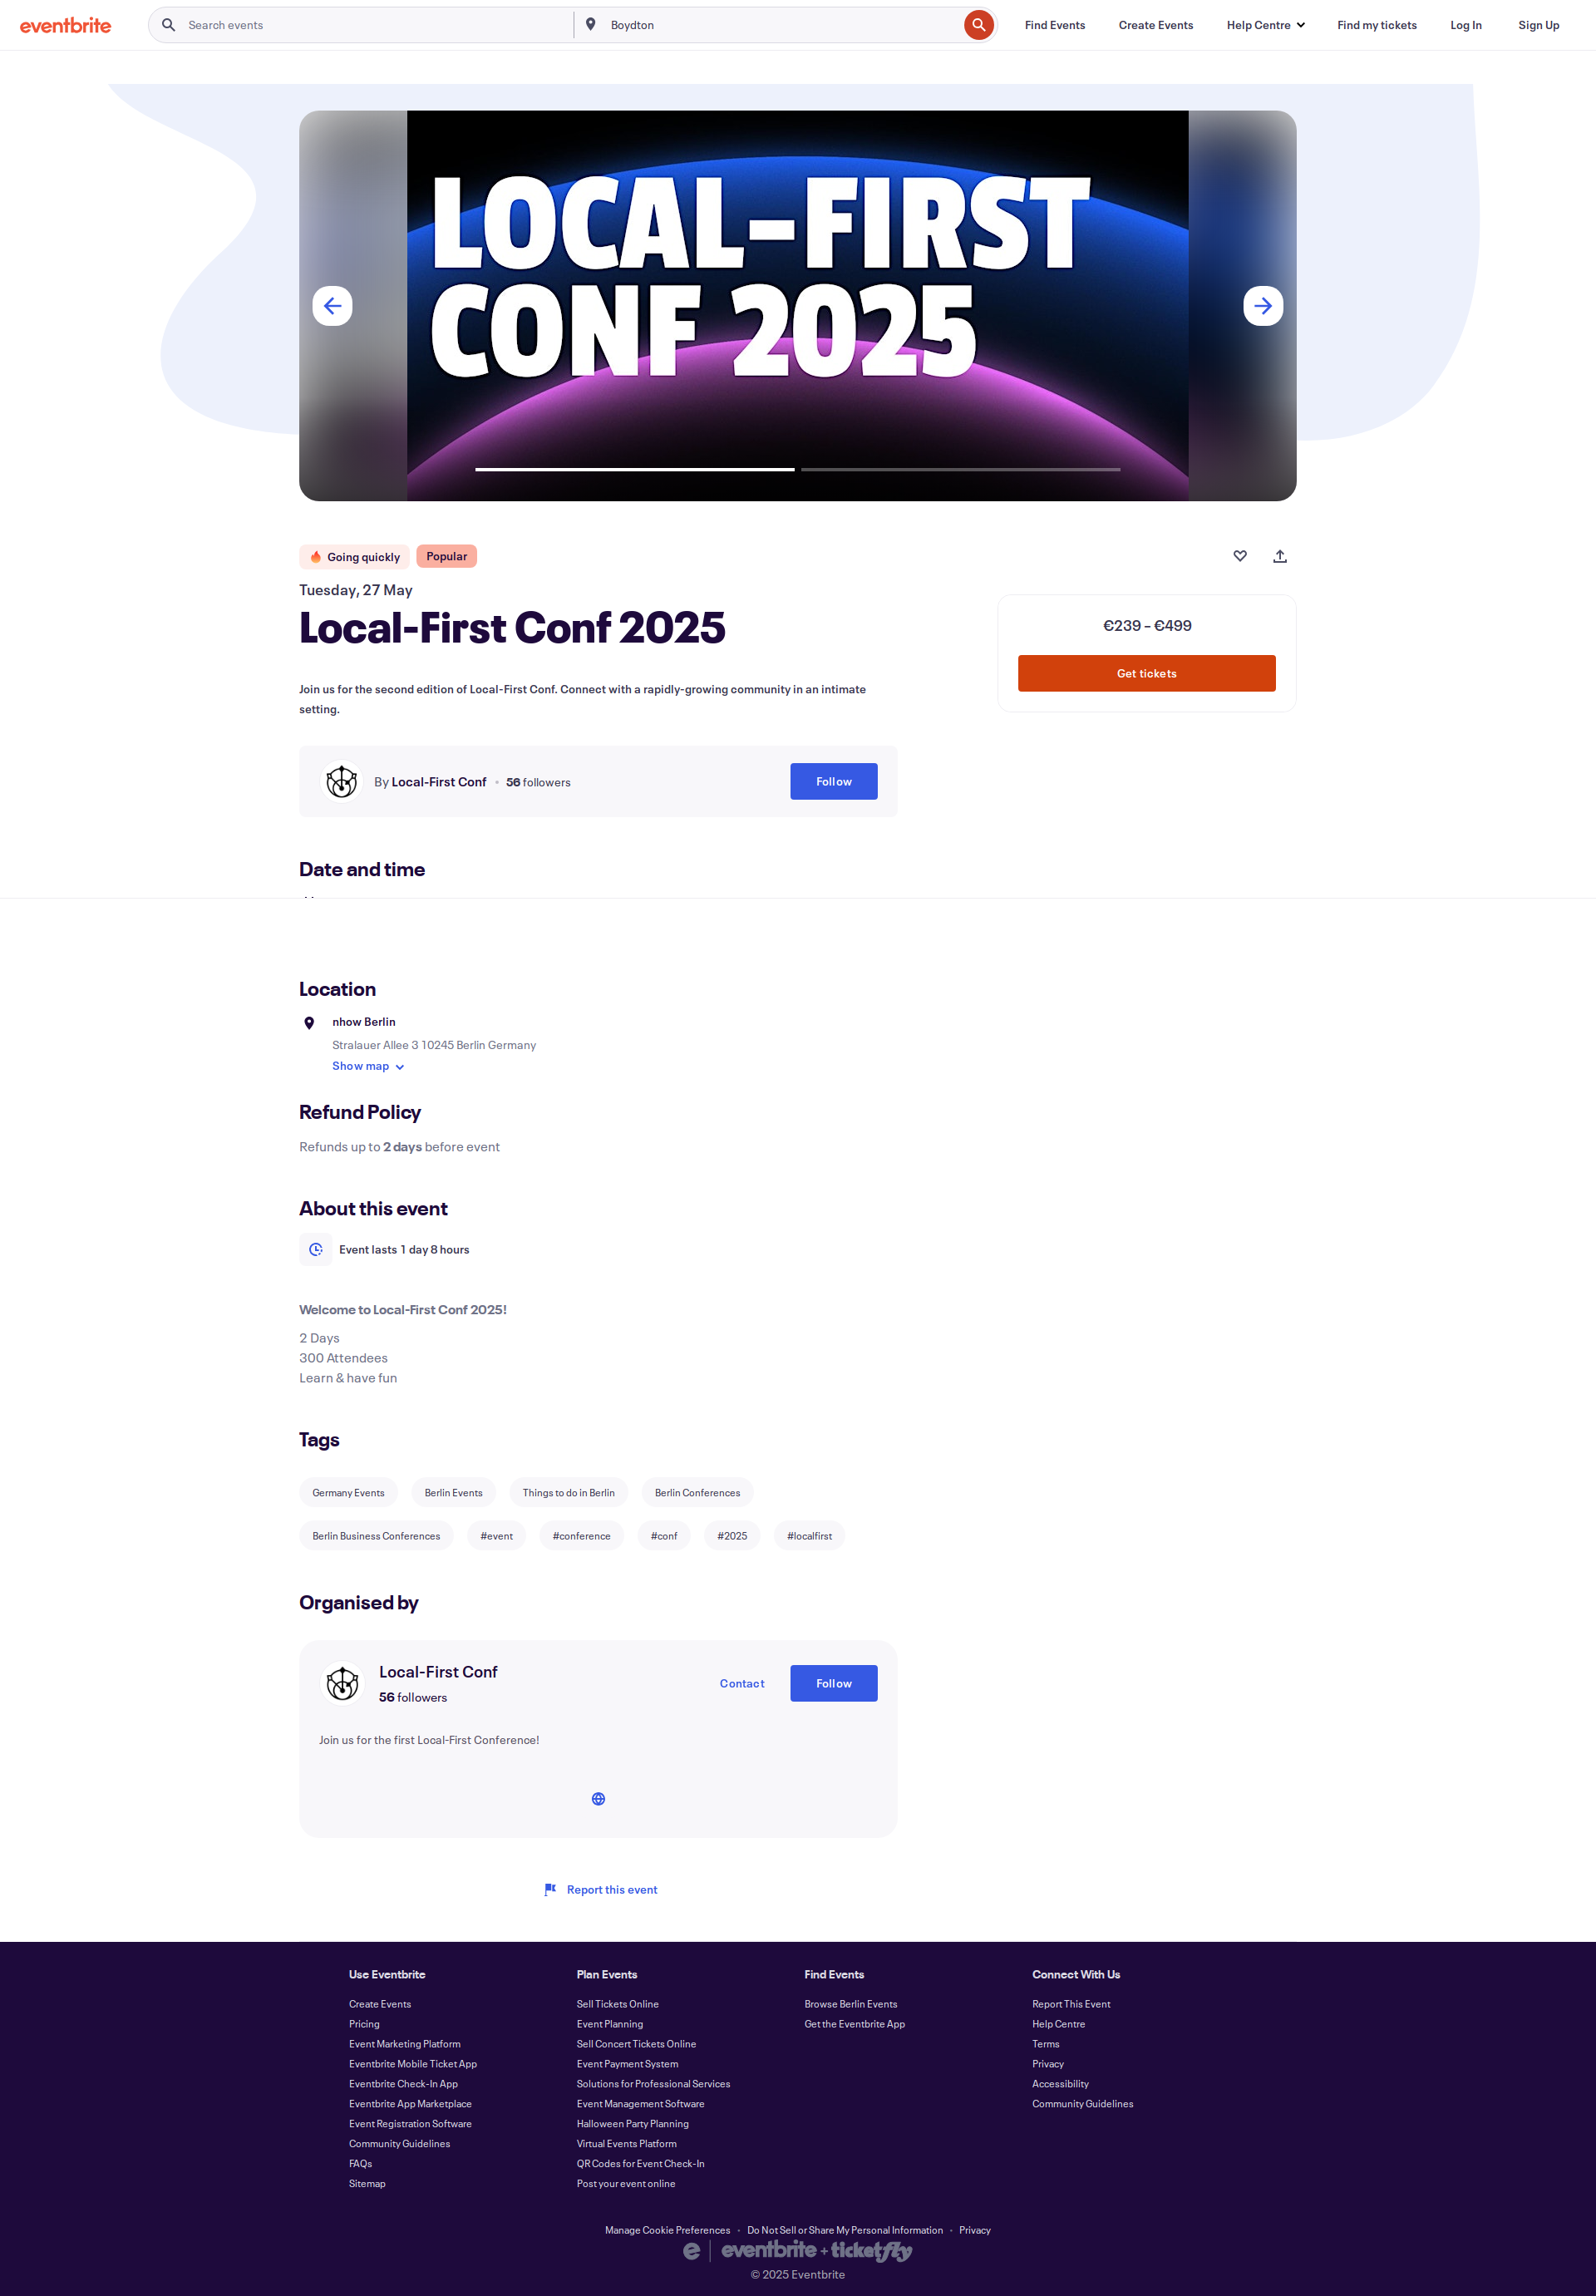 eventbrite
Search events
Boydton
Find Events
Create Events
Help Centre
Find my tickets
Log In
Sign Up
LOCAL-FIRST
CONF 2025
Going quickly
Popular
Tuesday, 27 May
Local-First Conf 2025
€239 – €499
Get tickets
Join us for the second edition of Local-First Conf. Connect with a rapidly-growing community in an intimate
setting.
By Local-First Conf • 56 followers
Follow
Date and time
Location
nhow Berlin
Stralauer Allee 3 10245 Berlin Germany
Show map
Refund Policy
Refunds up to 2 days before event
About this event
Event lasts 1 day 8 hours
Welcome to Local-First Conf 2025!
2 Days
300 Attendees
Learn & have fun
Tags
Germany Events
Berlin Events
Things to do in Berlin
Berlin Conferences
Berlin Business Conferences
#event
#conference
#conf
#2025
#localfirst
Organised by
Local-First Conf
56 followers
Contact
Follow
Join us for the first Local-First Conference!
Report this event
Use Eventbrite
Create Events
Pricing
Event Marketing Platform
Eventbrite Mobile Ticket App
Eventbrite Check-In App
Eventbrite App Marketplace
Event Registration Software
Community Guidelines
FAQs
Sitemap
Plan Events
Sell Tickets Online
Event Planning
Sell Concert Tickets Online
Event Payment System
Solutions for Professional Services
Event Management Software
Halloween Party Planning
Virtual Events Platform
QR Codes for Event Check-In
Post your event online
Find Events
Browse Berlin Events
Get the Eventbrite App
Connect With Us
Report This Event
Help Centre
Terms
Privacy
Accessibility
Community Guidelines
Manage Cookie Preferences • Do Not Sell or Share My Personal Information • Privacy
e | eventbrite + ticketfly
© 2025 Eventbrite